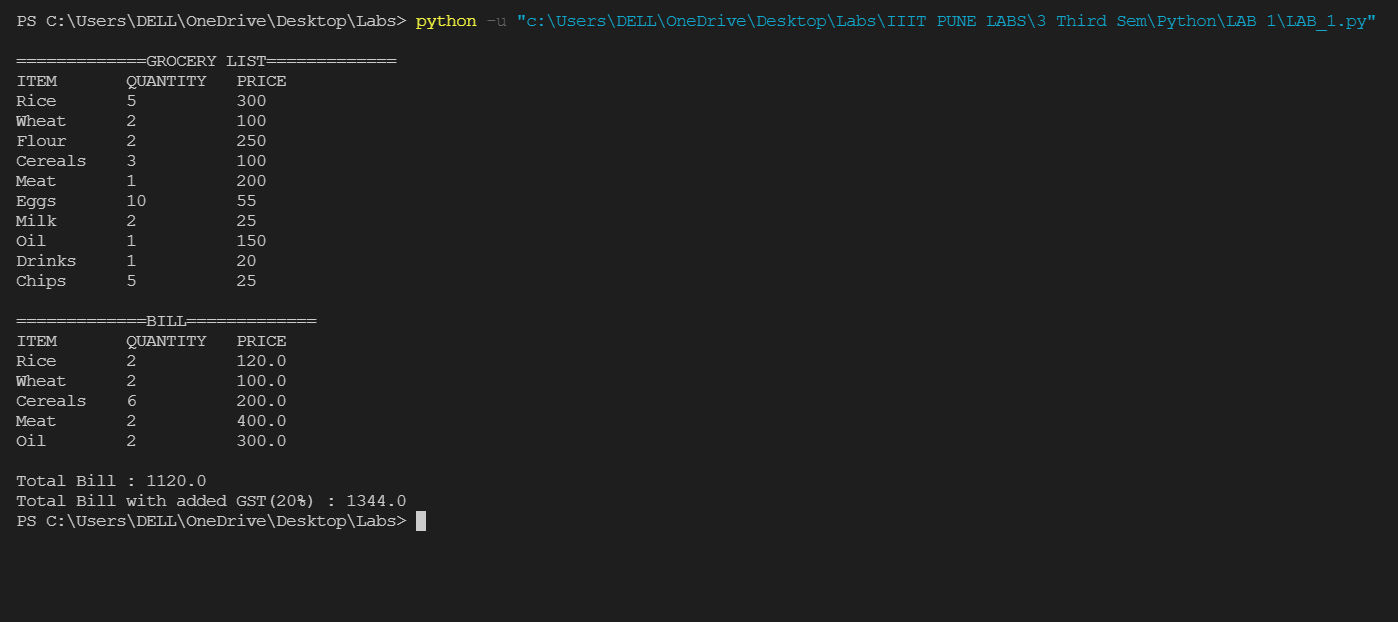 PS C:\Users\DELL\OneDrive\Desktop\Labs> python -u "c:\Users\DELL\OneDrive\Desktop\Labs\IIIT PUNE LABS\3 Third Sem\Python\LAB 1\LAB_1.py"
=============GROCERY LIST=============
ITEM       QUANTITY   PRICE
Rice       5          300
Wheat      2          100
Flour      2          250
Cereals    3          100
Meat       1          200
Eggs       10         55
Milk       2          25
Oil        1          150
Drinks     1          20
Chips      5          25
=============BILL=============
ITEM       QUANTITY   PRICE
Rice       2          120.0
Wheat      2          100.0
Cereals    6          200.0
Meat       2          400.0
Oil        2          300.0
Total Bill : 1120.0
Total Bill with added GST(20%) : 1344.0
PS C:\Users\DELL\OneDrive\Desktop\Labs>